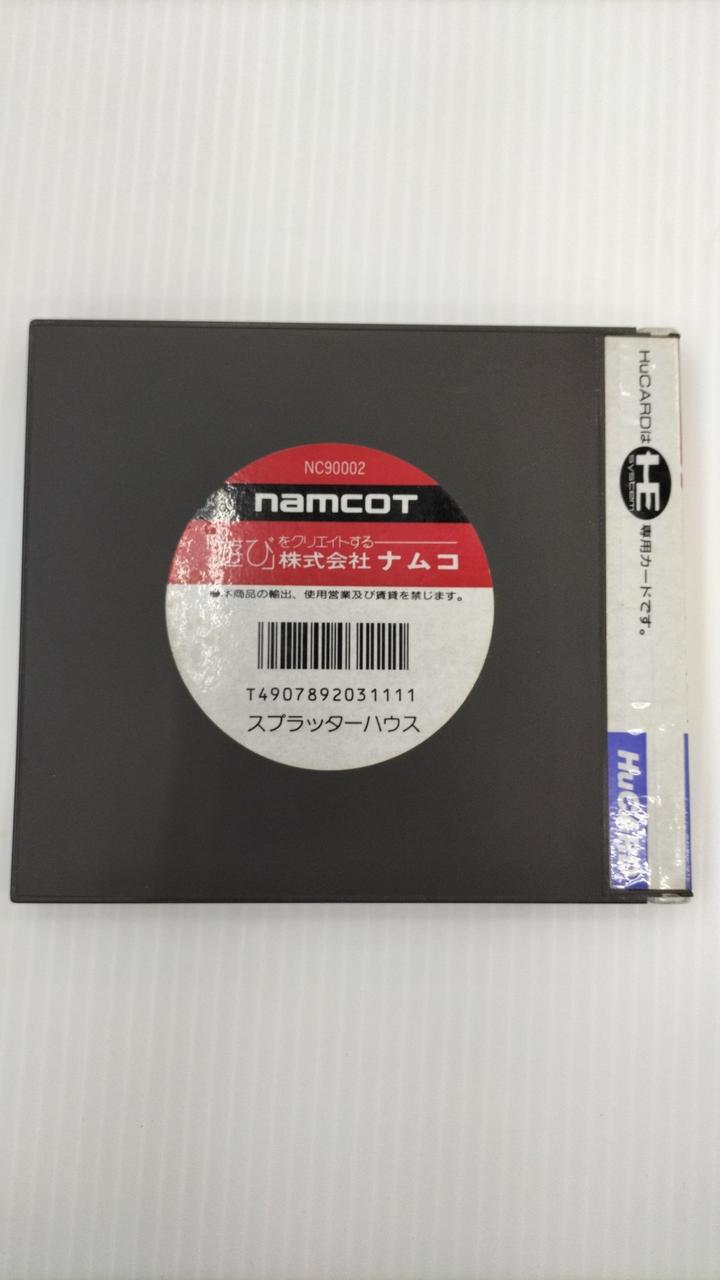 NC90002
namcoT
「遊び」をクリエイトする
株式会社ナムコ
本商品の輸出、使用営業及び賃貸を禁じます。
T4907892031111
スプラッターハウス
HuCARDは HE SYSTEM 専用カードです。
HuCARD